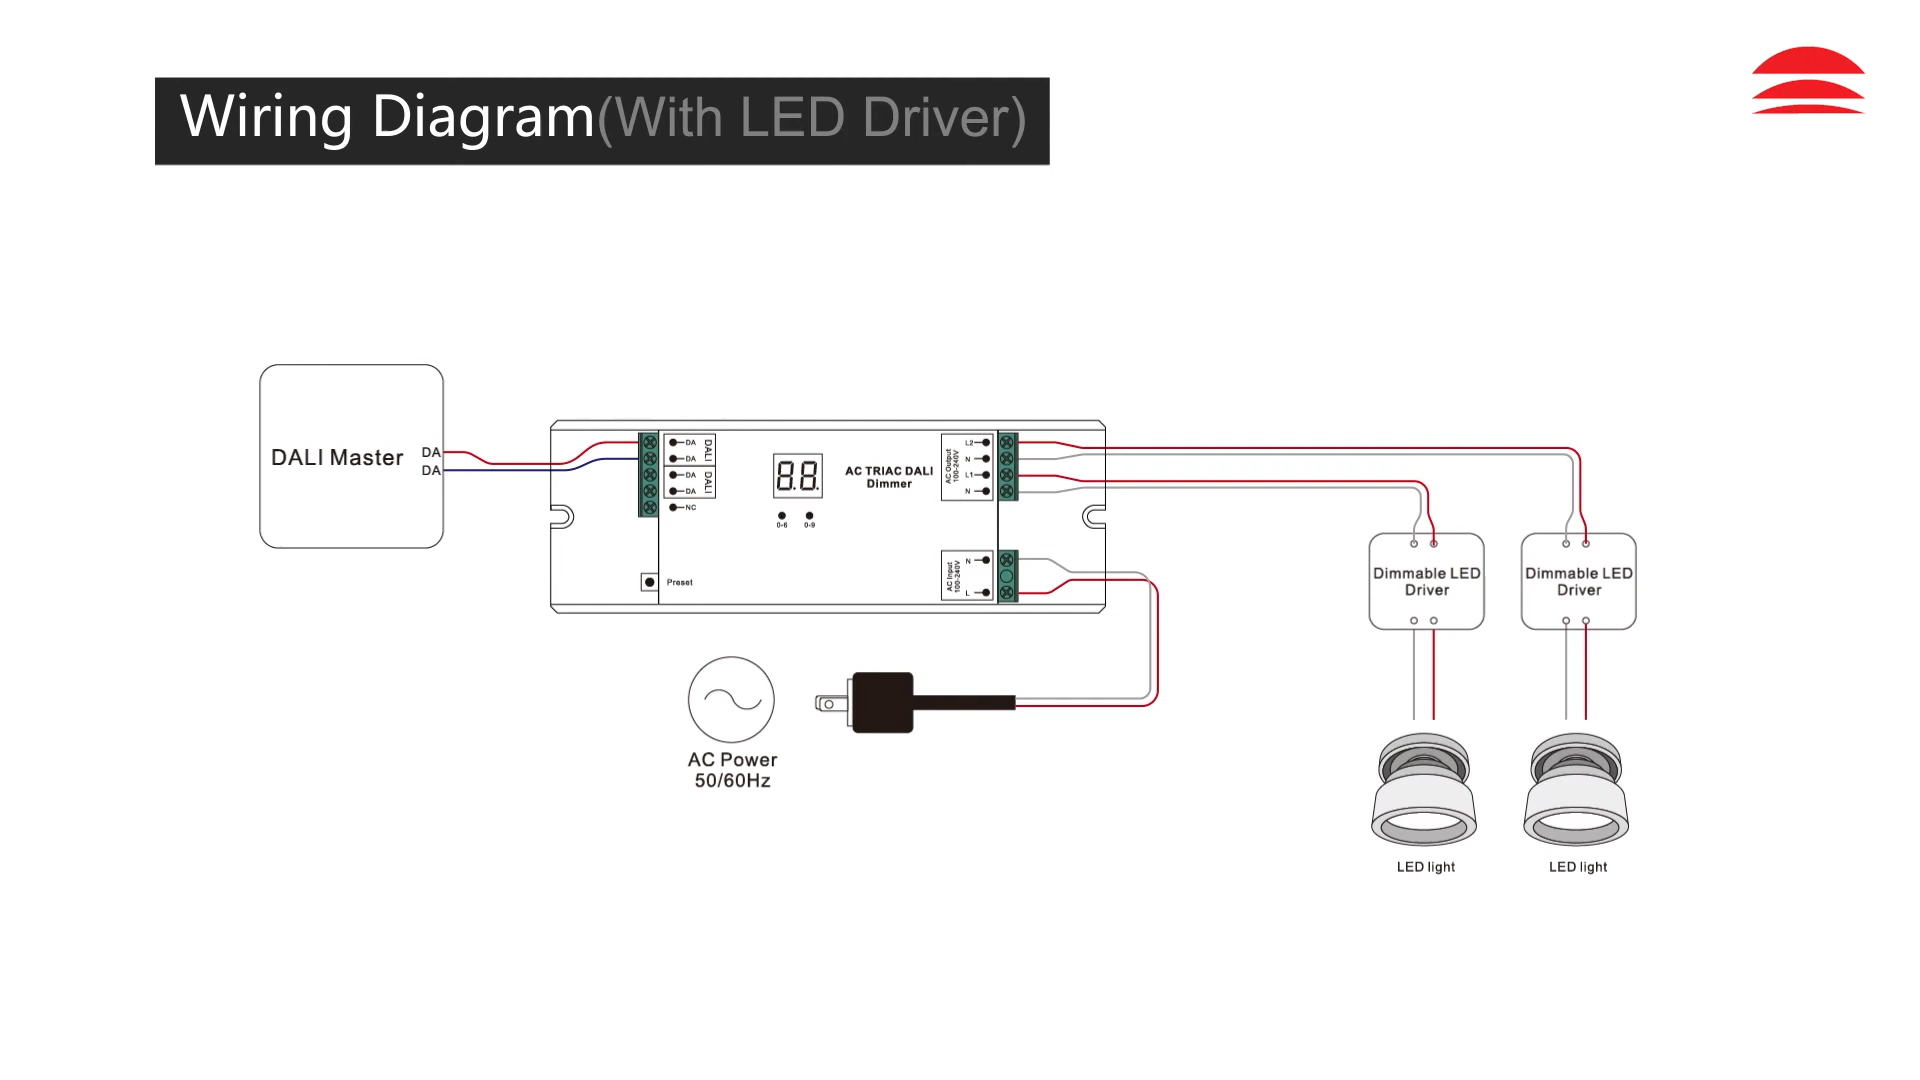 Wiring Diagram(With LED Driver)
DALI Master
DA
DA
DA
DA
DALI
DA
DA
DALI
NC
Preset
8.8.
0-6
0-9
AC TRIAC DALI
Dimmer
AC Output
100-240V
L2
N
L1
N
AC Input
100-240V
N
L
Dimmable LED
Driver
Dimmable LED
Driver
AC Power
50/60Hz
LED light
LED light